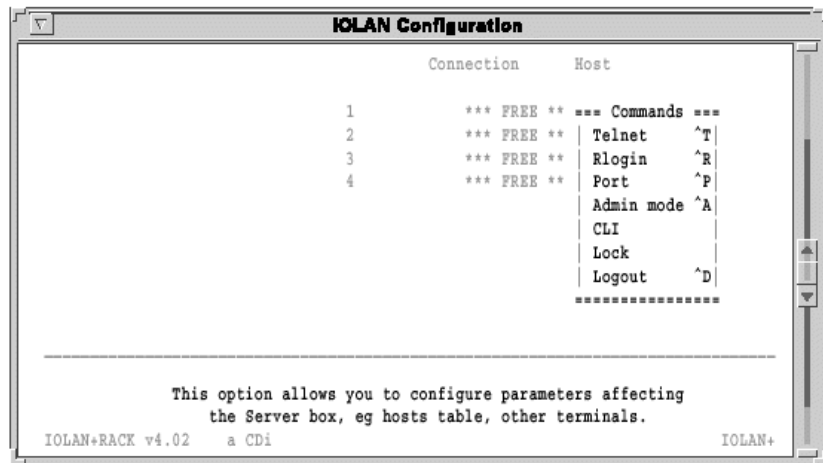 IOLAN Configuration
Connection Host
1 *** FREE ** === Commands ===
2 *** FREE ** | Telnet ^T|
3 *** FREE ** | Rlogin ^R|
4 *** FREE ** | Port ^P|
| Admin mode ^A|
| CLI |
| Lock |
| Logout ^D|
================
This option allows you to configure parameters affecting
the Server box, eg hosts table, other terminals.
IOLAN+RACK v4.02 a CDi IOLAN+